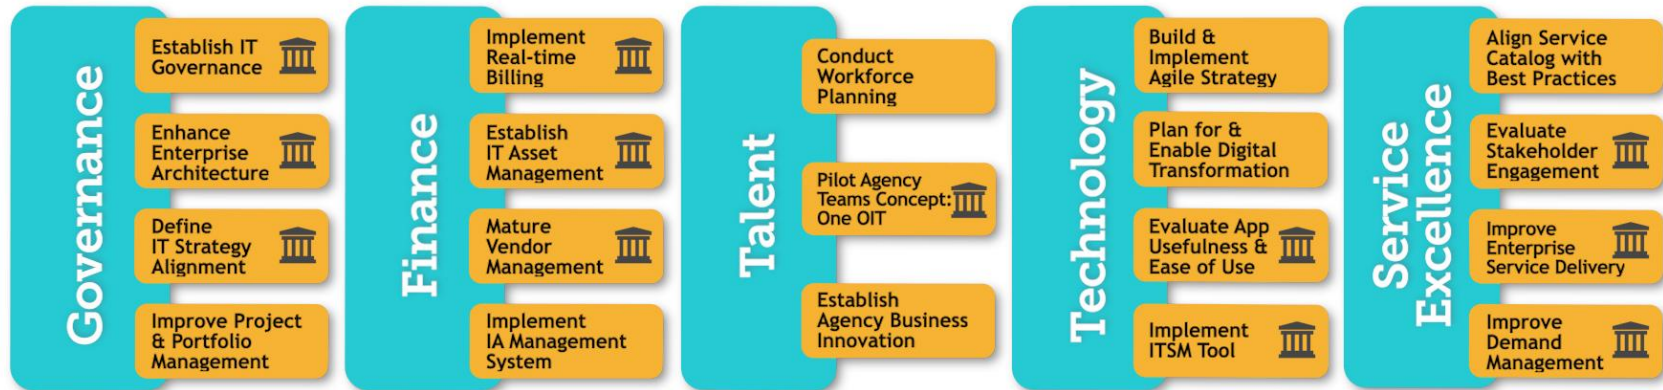 Governance
Establish IT
Governance
Enhance
Enterprise
Architecture
Define
IT Strategy
Alignment
Improve Project
& Portfolio
Management
Finance
Implement
Real-time
Billing
Establish
IT Asset
Management
Mature
Vendor
Management
Implement
IA Management
System
Talent
Conduct
Workforce
Planning
Pilot Agency
Teams Concept:
One OIT
Establish
Agency Business
Innovation
Technology
Build &
Implement
Agile Strategy
Plan for &
Enable Digital
Transformation
Evaluate App
Usefulness &
Ease of Use
Implement
ITSM Tool
Service
Excellence
Align Service
Catalog with
Best Practices
Evaluate
Stakeholder
Engagement
Improve
Enterprise
Service Delivery
Improve
Demand
Management